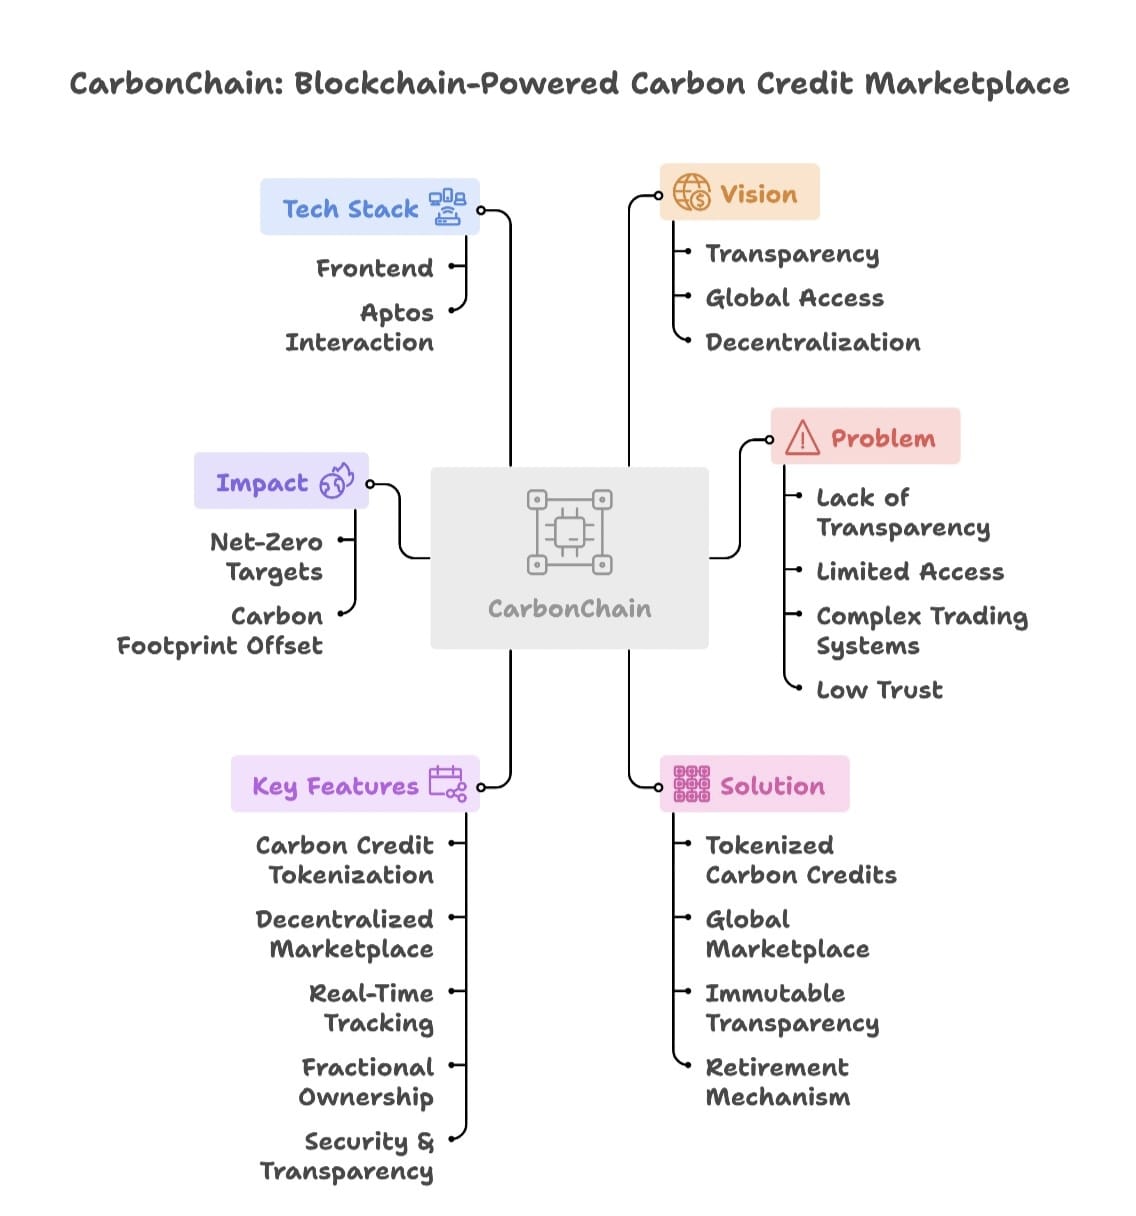 CarbonChain: Blockchain-Powered Carbon Credit Marketplace
Tech Stack
Frontend
Aptos
Interaction
Vision
Transparency
Global Access
Decentralization
Impact
Net-Zero
Targets
Carbon
Footprint Offset
CarbonChain
Problem
Lack of
Transparency
Limited Access
Complex Trading
Systems
Low Trust
Key Features
Carbon Credit
Tokenization
Decentralized
Marketplace
Real-Time
Tracking
Fractional
Ownership
Security &
Transparency
Solution
Tokenized
Carbon Credits
Global
Marketplace
Immutable
Transparency
Retirement
Mechanism